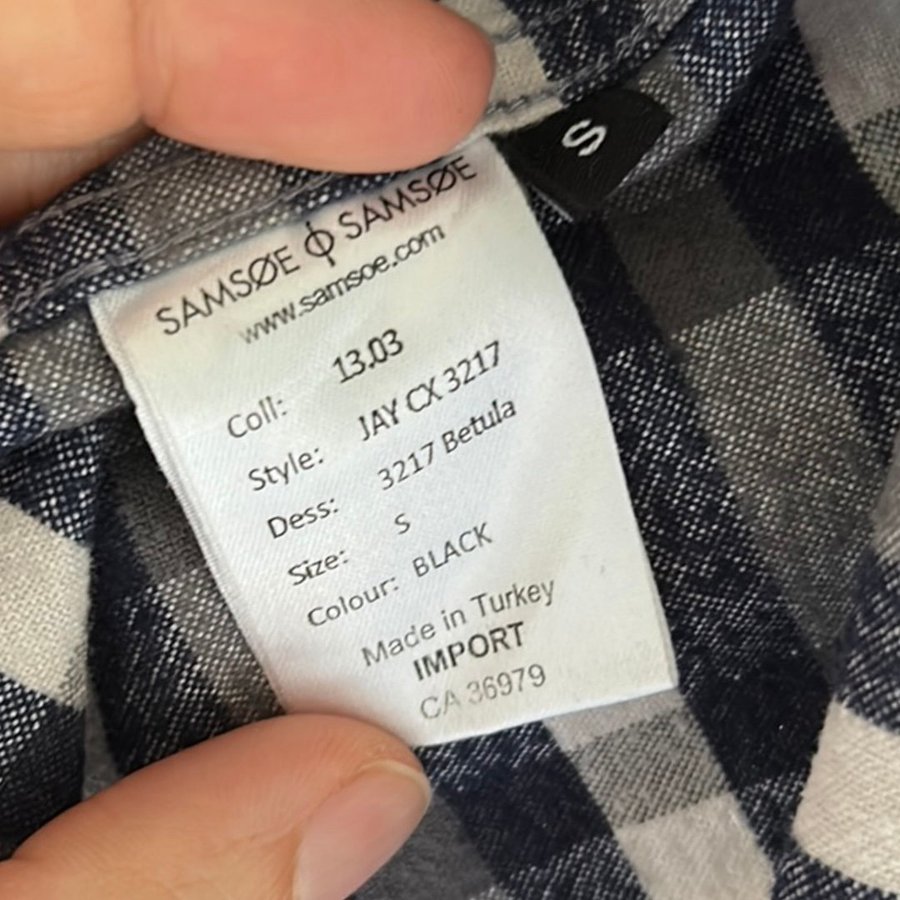 S
SAMSØE ɸ SAMSØE
www.samsoe.com
Coll: 13.03
Style: JAY CX 3217
Dess: 3217 Betula
Size: S
Colour: BLACK
Made in Turkey
IMPORT
CA 36979